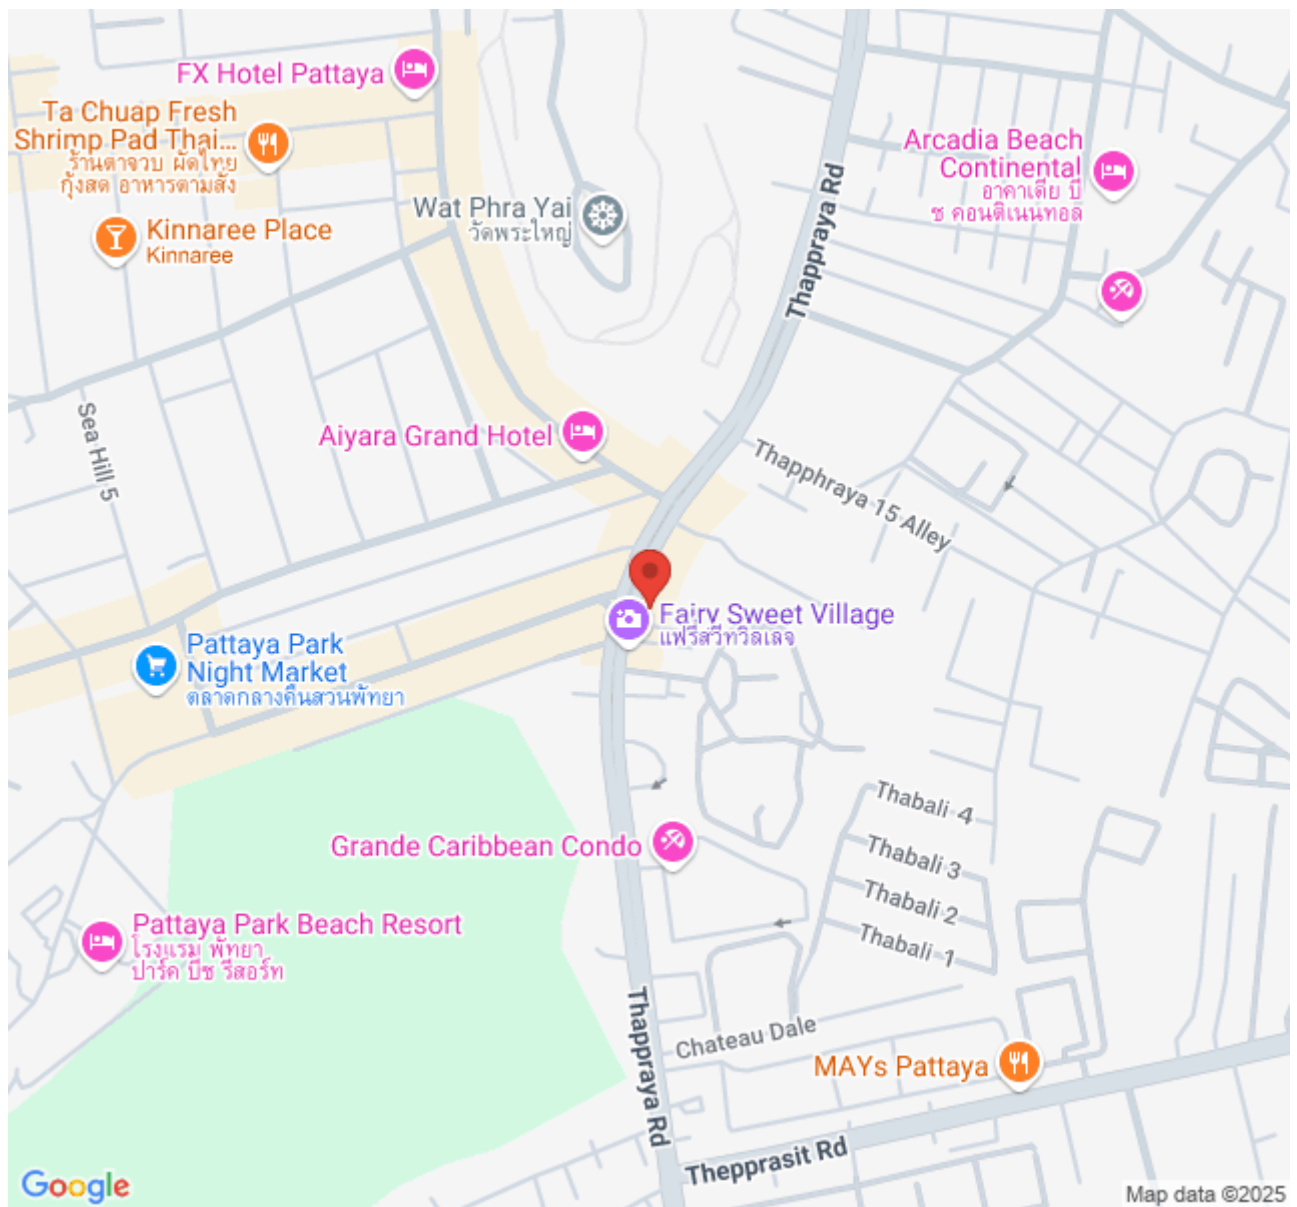 FX Hotel Pattaya
Ta Chuap Fresh
Shrimp Pad Thai...
ร้านตาจวบ ผัดไทย
กุ้งสด อาหารตามสั่ง
Arcadia Beach
Continental
อาคาเดีย บี
ช คอนติเนนทอล
Thappraya Rd
Wat Phra Yai
วัดพระใหญ่
Kinnaree Place
Kinnaree
Sea Hill 5
Aiyara Grand Hotel
Thapphraya 15 Alley
Fairy Sweet Village
แฟรี่สวีทวิลเลจ
Pattaya Park
Night Market
ตลาดกลางคืนสวนพัทยา
Thabali 4
Grande Caribbean Condo
Thabali 3
Thabali 2
Thabali 1
Pattaya Park Beach Resort
โรงแรม พัทยา
ปาร์ค บีช รีสอร์ท
Thappraya Rd
Chateau Dale
MAYs Pattaya
Thepprasit Rd
Google
Map data ©2025